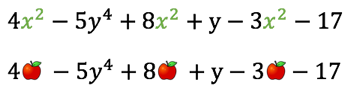 4x² − 5y⁴ + 8x² + y − 3x² − 17
4🍎 − 5y⁴ + 8🍎 + y − 3🍎 − 17